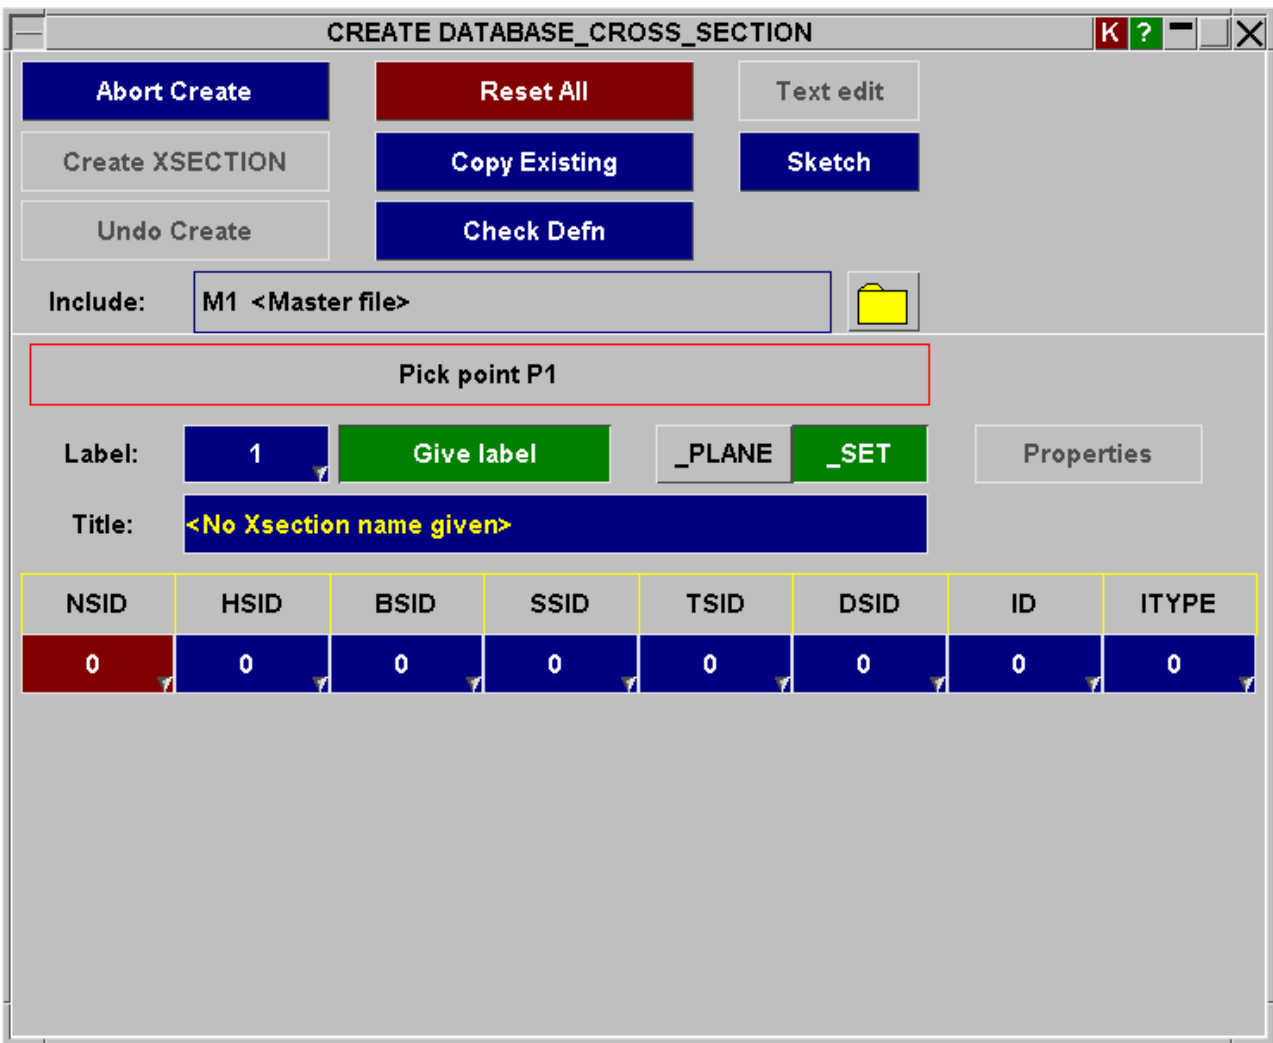 CREATE DATABASE_CROSS_SECTION K ?
Abort Create Reset All Text edit
Create XSECTION Copy Existing Sketch
Undo Create Check Defn
Include: M1 <Master file>
Pick point P1
Label: 1 Give label _PLANE _SET Properties
Title: <No Xsection name given>
NSID HSID BSID SSID TSID DSID ID ITYPE
0 0 0 0 0 0 0 0